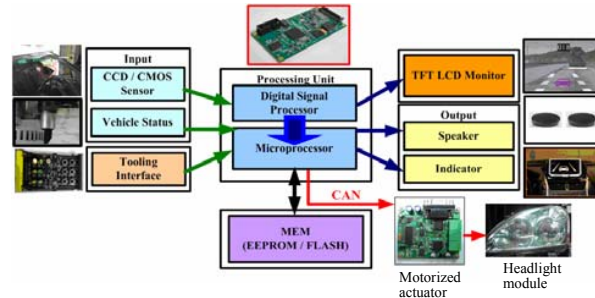 Input
CCD / CMOS
Sensor
Vehicle Status
Tooling
Interface
Processing Unit
Digital Signal
Processor
Microprocessor
MEM
(EEPROM / FLASH)
TFT LCD Monitor
Output
Speaker
Indicator
CAN
Motorized
actuator
Headlight
module